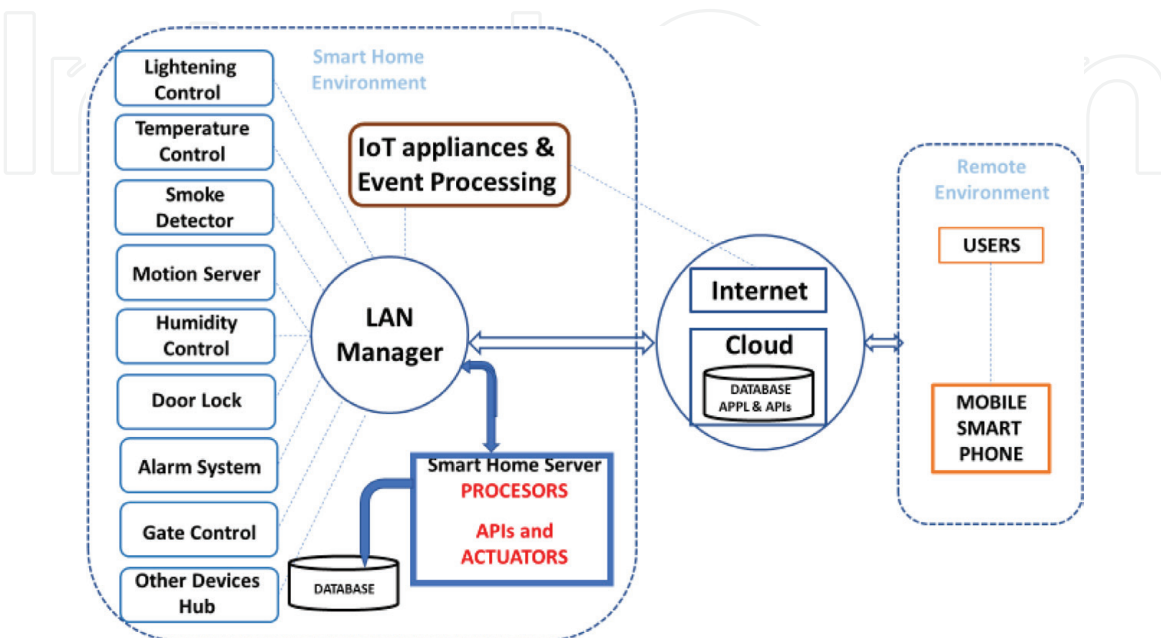 Smart Home
Environment
Lightening
Control
Temperature
Control
Smoke
Detector
Motion Server
Humidity
Control
Door Lock
Alarm System
Gate Control
Other Devices
Hub
IoT appliances &
Event Processing
LAN
Manager
Smart Home Server
PROCESORS
APIs and
ACTUATORS
DATABASE
Internet
Cloud
DATABASE
APPL & APIs
Remote
Environment
USERS
MOBILE
SMART
PHONE